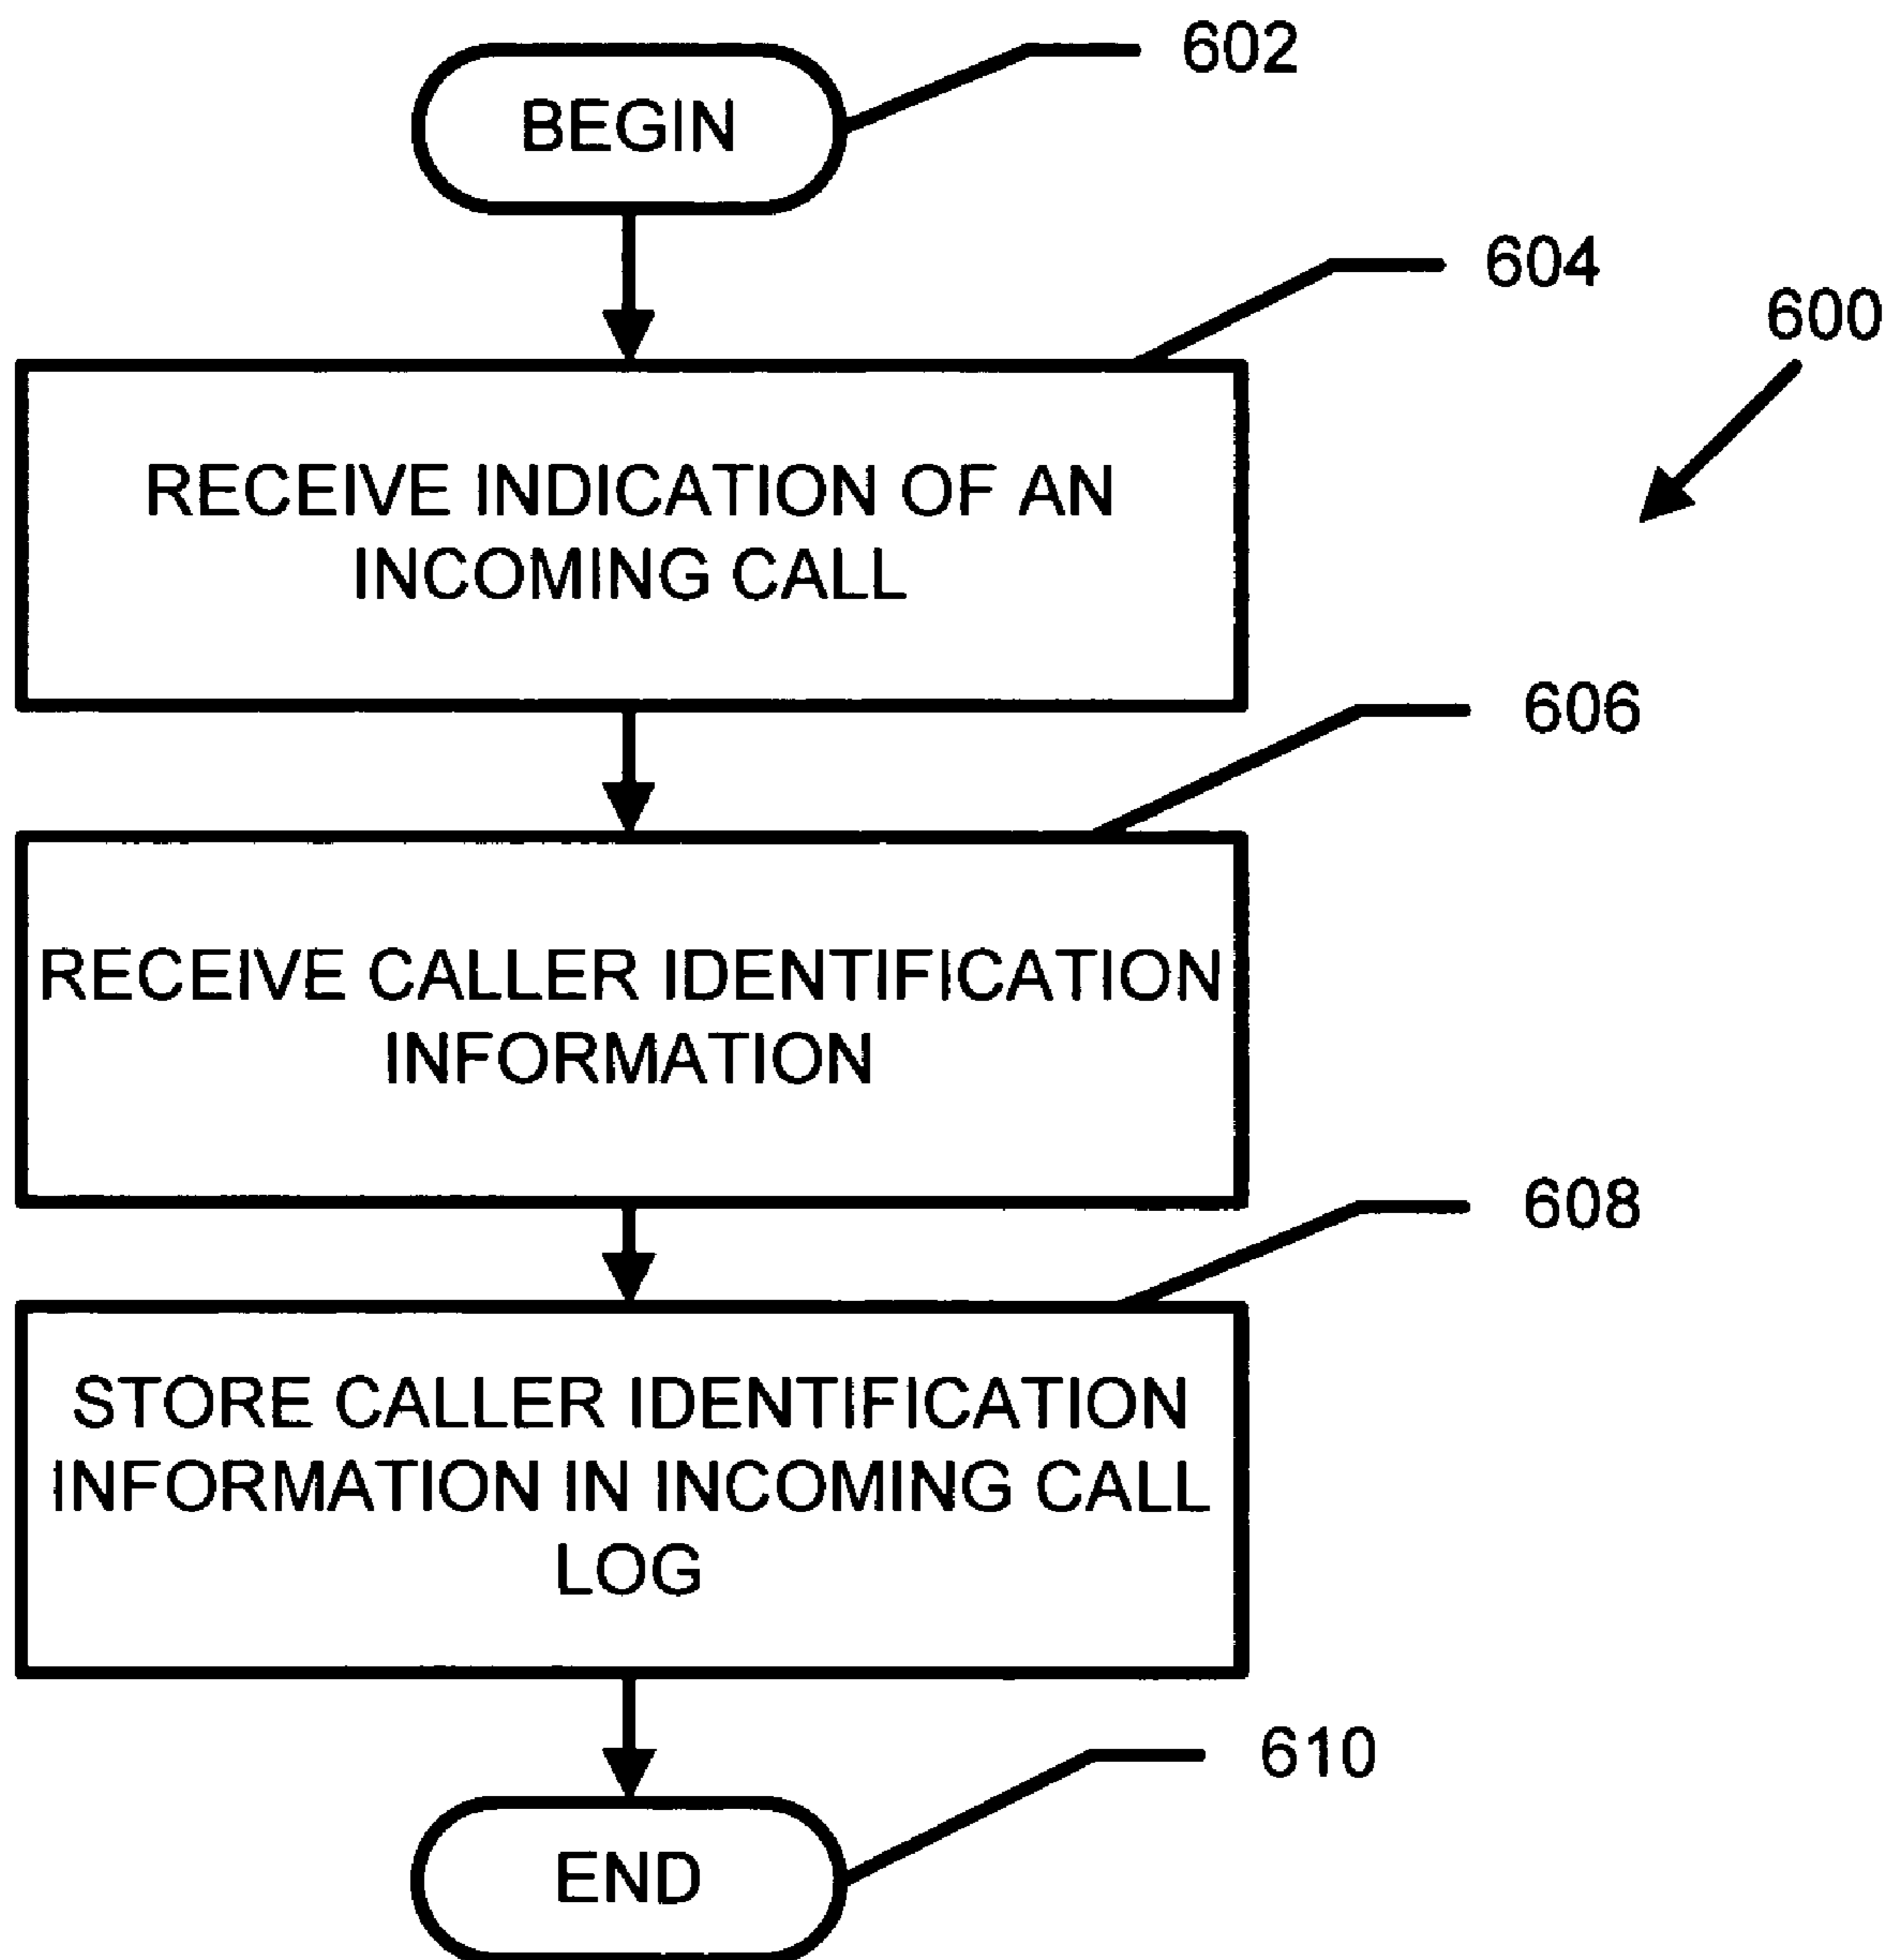 602
BEGIN
604
600
RECEIVE INDICATION OF AN
INCOMING CALL
606
RECEIVE CALLER IDENTIFICATION
INFORMATION
608
STORE CALLER IDENTIFICATION
INFORMATION IN INCOMING CALL
LOG
610
END